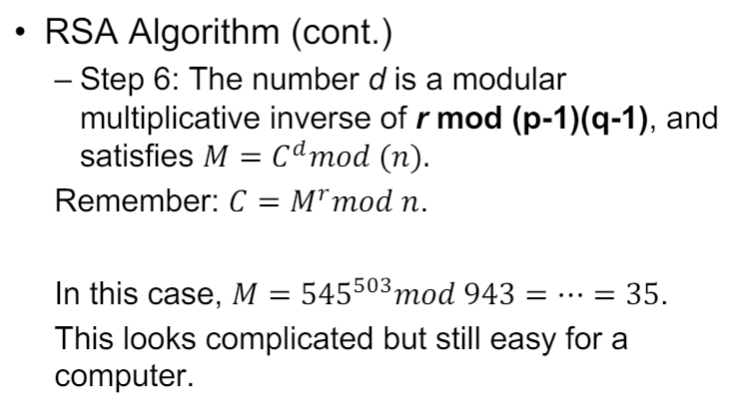 • RSA Algorithm (cont.)
– Step 6: The number d is a modular
multiplicative inverse of r mod (p-1)(q-1), and
satisfies M = C^d mod (n).
Remember: C = M^r mod n.
In this case, M = 545^503 mod 943 = ⋯ = 35.
This looks complicated but still easy for a
computer.